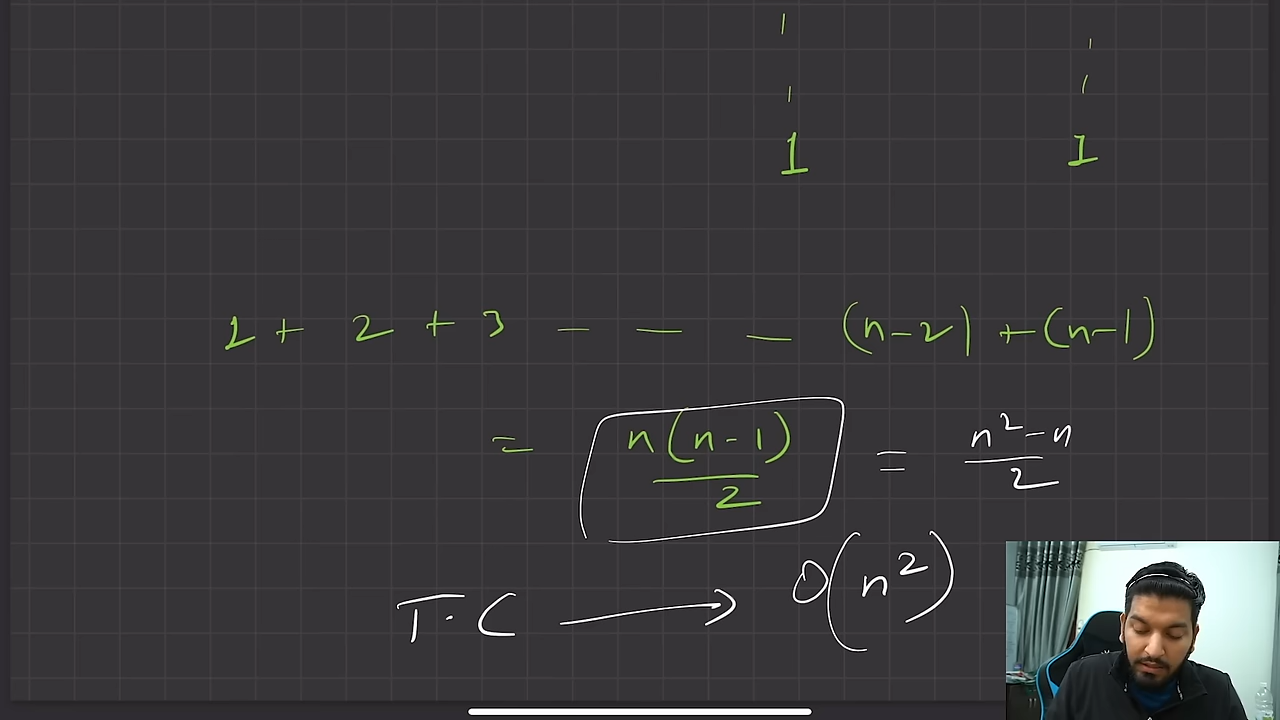 1 1
1 + 2 + 3 - - - (n-2) + (n-1)
= n(n-1)/2 = n²-n/2
T.C → O(n²)